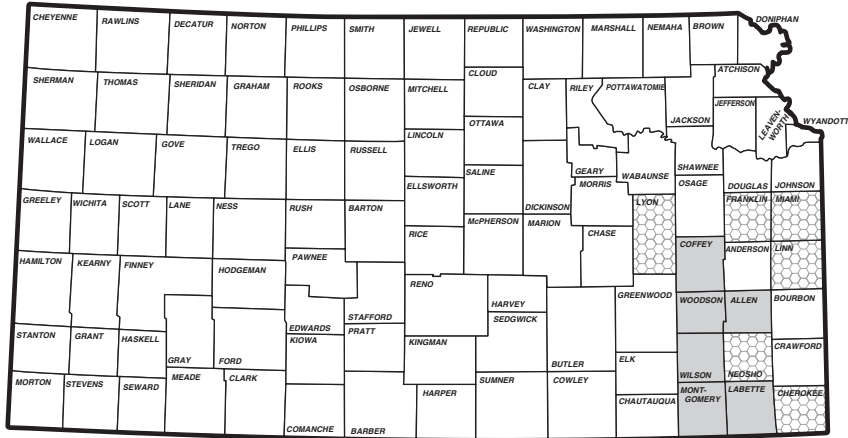 CHEYENNE
RAWLINS
DECATUR
NORTON
PHILLIPS
SMITH
JEWELL
REPUBLIC
WASHINGTON
MARSHALL
NEMAHA
BROWN
DONIPHAN
SHERMAN
THOMAS
SHERIDAN
GRAHAM
ROOKS
OSBORNE
MITCHELL
CLOUD
CLAY
RILEY
POTTAWATOMIE
JACKSON
ATCHISON
JEFFERSON
LEAVEN-
WORTH
WYANDOTT
WALLACE
LOGAN
GOVE
TREGO
ELLIS
RUSSELL
LINCOLN
OTTAWA
SALINE
DICKINSON
GEARY
MORRIS
WABAUNSE
SHAWNEE
OSAGE
DOUGLAS
JOHNSON
GREELEY
WICHITA
SCOTT
LANE
NESS
RUSH
BARTON
ELLSWORTH
RICE
McPHERSON
MARION
CHASE
LYON
FRANKLIN
MIAMI
HAMILTON
KEARNY
FINNEY
HODGEMAN
PAWNEE
STAFFORD
RENO
HARVEY
SEDGWICK
GREENWOOD
COFFEY
ANDERSON
LINN
WOODSON
ALLEN
BOURBON
STANTON
GRANT
HASKELL
GRAY
FORD
EDWARDS
KIOWA
PRATT
KINGMAN
BUTLER
ELK
WILSON
NEOSHO
CRAWFORD
MORTON
STEVENS
SEWARD
MEADE
CLARK
COMANCHE
BARBER
HARPER
SUMNER
COWLEY
CHAUTAUQUA
MONT-
GOMERY
LABETTE
CHEROKEE